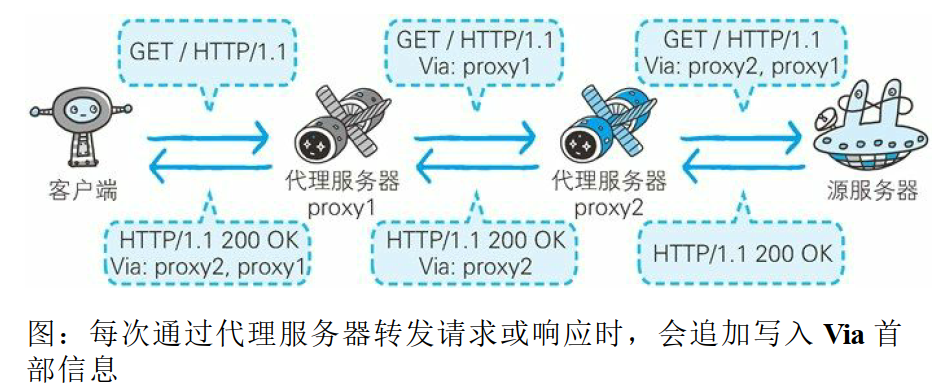 GET / HTTP/1.1
GET / HTTP/1.1
Via: proxy1
GET / HTTP/1.1
Via: proxy2, proxy1
客户端
代理服务器
proxy1
代理服务器
proxy2
源服务器
HTTP/1.1 200 OK
Via: proxy2, proxy1
HTTP/1.1 200 OK
Via: proxy2
HTTP/1.1 200 OK
图：每次通过代理服务器转发请求或响应时，会追加写入 Via 首
部信息